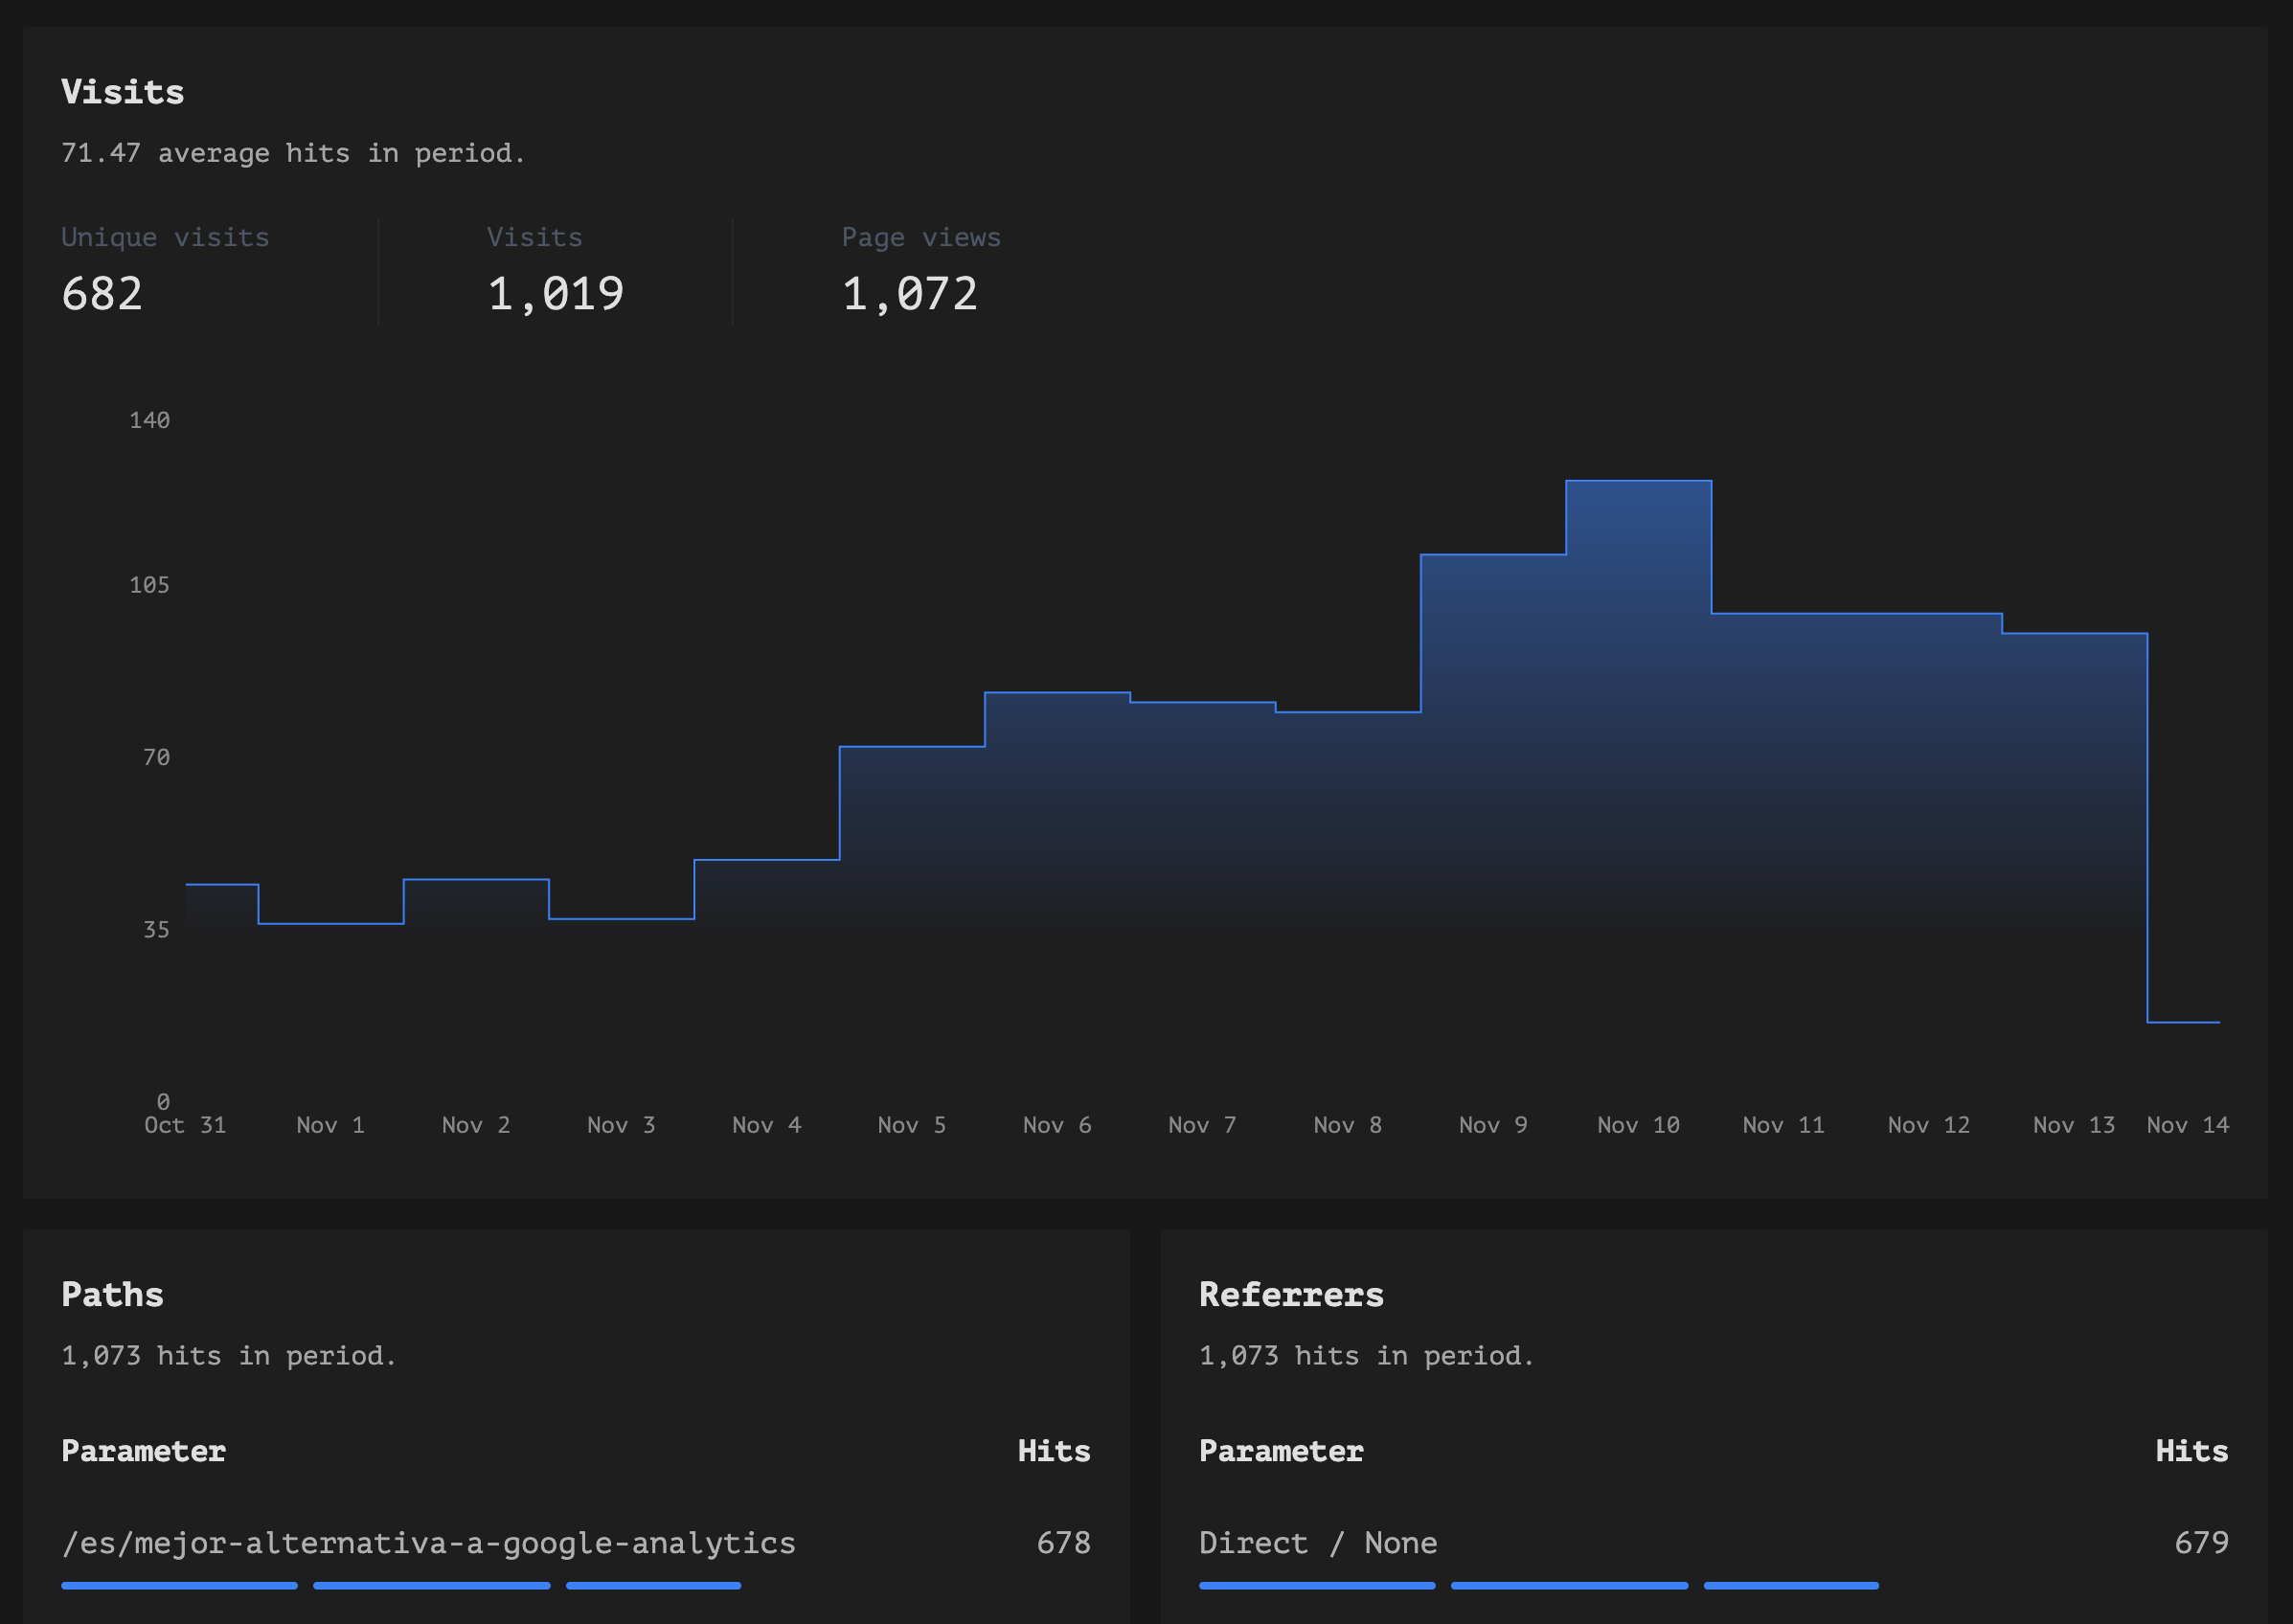 Visits
71.47 average hits in period.
Unique visits Visits Page views
682 1,019 1,072
140
105
70
35
0
Oct 31 Nov 1 Nov 2 Nov 3 Nov 4 Nov 5 Nov 6 Nov 7 Nov 8 Nov 9 Nov 10 Nov 11 Nov 12 Nov 13 Nov 14
Paths
1,073 hits in period.
Parameter Hits
/es/mejor-alternativa-a-google-analytics 678
Referrers
1,073 hits in period.
Parameter Hits
Direct / None 679